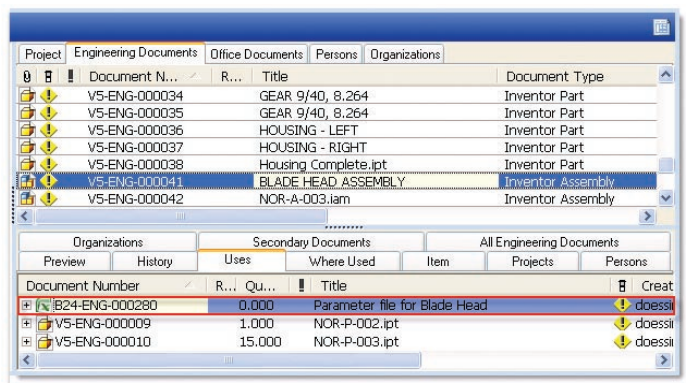 Project Engineering Documents Office Documents Persons Organizations
Document N... R... Title Document Type
V5-ENG-000034 GEAR 9/40, 8.264 Inventor Part
V5-ENG-000035 GEAR 9/40, 8.264 Inventor Part
V5-ENG-000036 HOUSING - LEFT Inventor Part
V5-ENG-000037 HOUSING - RIGHT Inventor Part
V5-ENG-000038 Housing Complete.ipt Inventor Part
V5-ENG-000041 BLADE HEAD ASSEMBLY Inventor Assembly
V5-ENG-000042 NOR-A-003.iam Inventor Assembly
Organizations Secondary Documents All Engineering Documents
Preview History Uses Where Used Item Projects Persons
Document Number R... Qu... Title Creat
B24-ENG-000280 0.000 Parameter file for Blade Head doessi
V5-ENG-000009 1.000 NOR-P-002.ipt doessi
V5-ENG-000010 15.000 NOR-P-003.ipt doessi